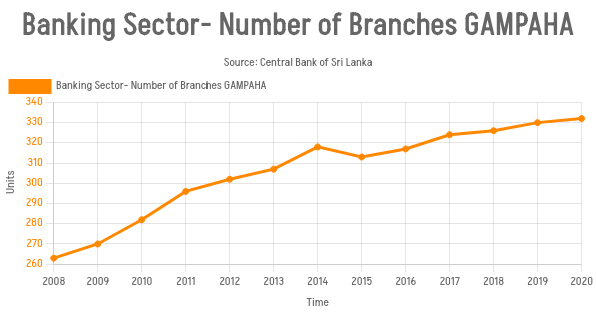 Banking Sector- Number of Branches GAMPAHA
Source: Central Bank of Sri Lanka
Banking Sector- Number of Branches GAMPAHA
340
330
320
310
300
290
280
270
260
Units
2008 2009 2010 2011 2012 2013 2014 2015 2016 2017 2018 2019 2020
Time